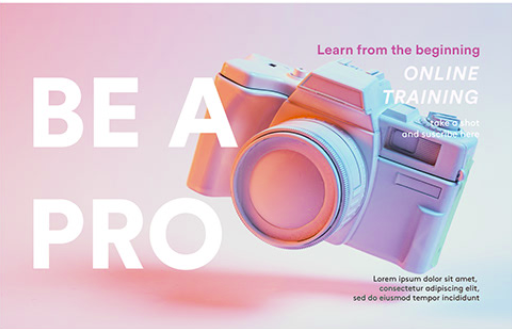 BE A
PRO
Learn from the beginning
ONLINE
TRAINING
take a shot
and suscribe here
Lorem ipsum dolor sit amet,
consectetur adipiscing elit,
sed do eiusmod tempor incididunt